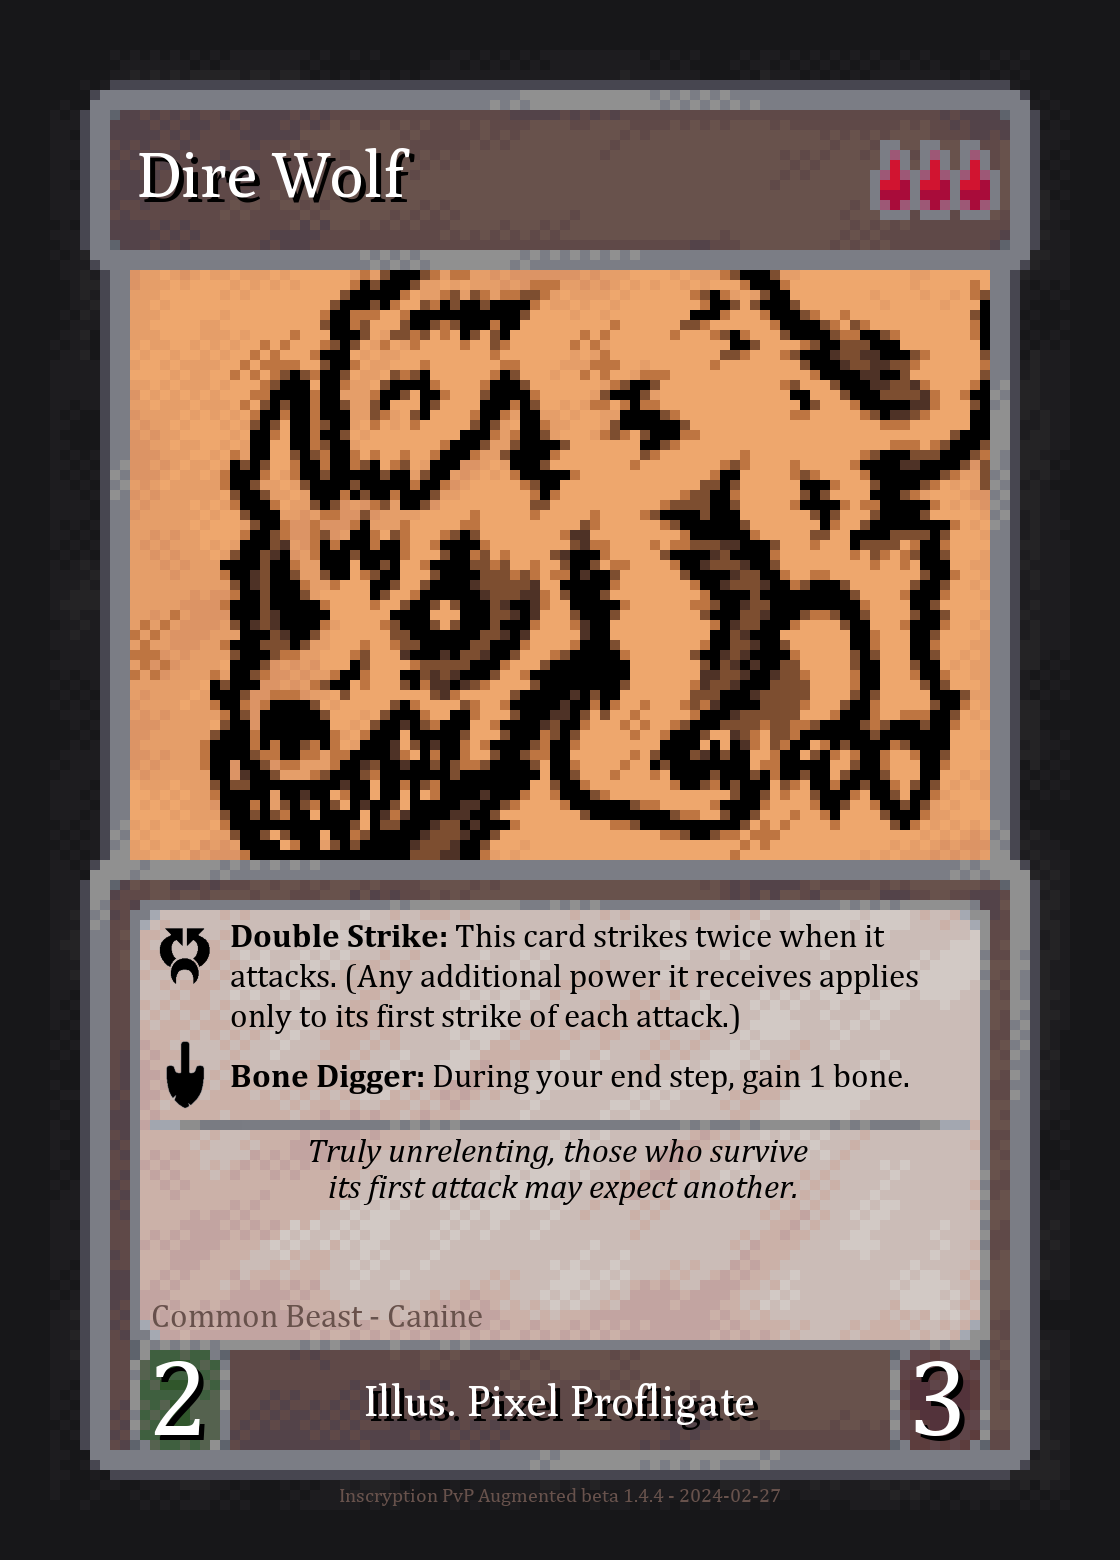 Dire Wolf
Double Strike: This card strikes twice when it
attacks. (Any additional power it receives applies
only to its first strike of each attack.)
Bone Digger: During your end step, gain 1 bone.
Truly unrelenting, those who survive
its first attack may expect another.
Common Beast - Canine
2
Illus. Pixel Profligate
3
Inscryption PvP Augmented beta 1.4.4 - 2024-02-27